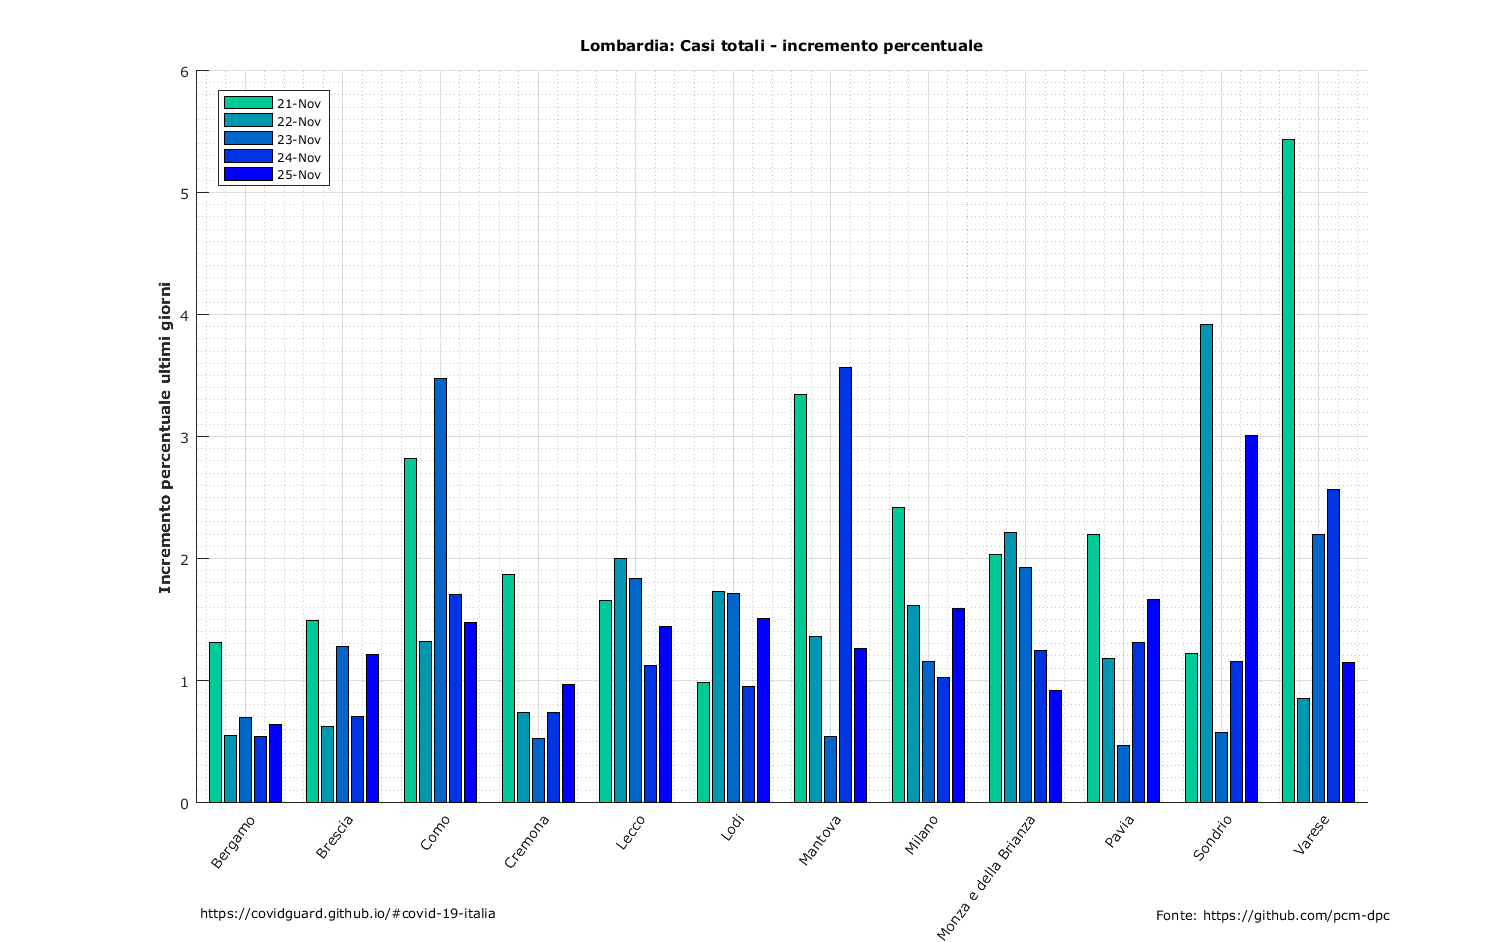 Lombardia: Casi totali - incremento percentuale
6
5
4
3
2
1
0
Incremento percentuale ultimi giorni
21-Nov
22-Nov
23-Nov
24-Nov
25-Nov
Bergamo
Brescia
Como
Cremona
Lecco
Lodi
Mantova
Milano
Monza e della Brianza
Pavia
Sondrio
Varese
https://covidguard.github.io/#covid-19-italia
Fonte: https://github.com/pcm-dpc